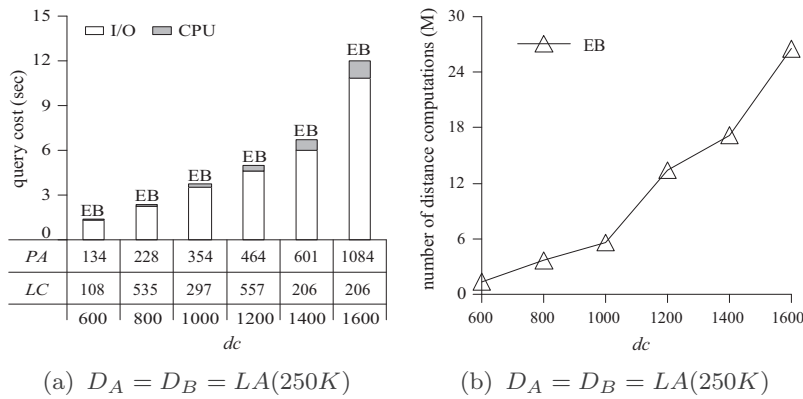 I/O CPU
query cost (sec)
15
12
9
6
3
0
EB EB EB EB EB EB
PA 134 228 354 464 601 1084
LC 108 535 297 557 206 206
600 800 1000 1200 1400 1600
dc
(a) D_A = D_B = LA(250K)
number of distance computations (M)
EB
30
26
18
12
6
0
600 800 1000 1200 1400 1600
dc
(b) D_A = D_B = LA(250K)